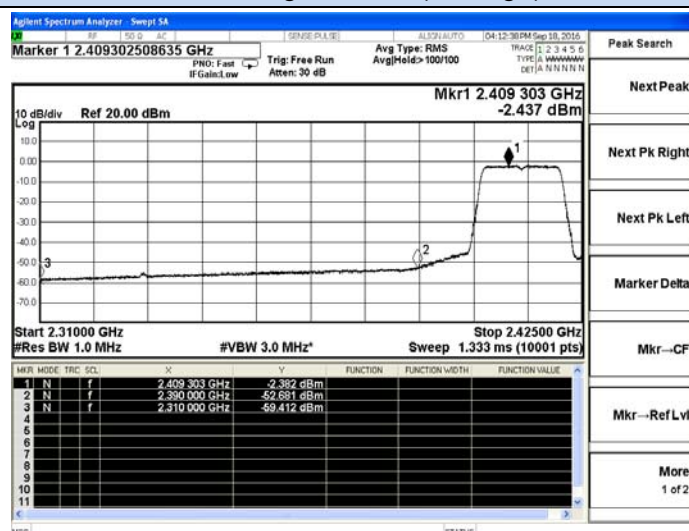 Agilent Spectrum Analyzer - Swept SA
RF 50 Ω AC SENSE:PULSE ALIGN AUTO 04:12:38 PM Sep 18, 2016
Marker 1 2.409302508635 GHz
PNO: Fast
IFGain:Low
Trig: Free Run
Atten: 30 dB
Avg Type: RMS
Avg|Hold:>100/100
TRACE 1 2 3 4 5 6
TYPE A WWWWW
DET A N N N N N
Peak Search
Next Peak
Next Pk Right
Next Pk Left
Marker Delta
Mkr→CF
Mkr→Ref Lvl
More
1 of 2
Mkr1 2.409 303 GHz
-2.437 dBm
10 dB/div Ref 20.00 dBm
Log
10.0
0.00
-10.0
-20.0
-30.0
-40.0
-50.0
-60.0
-70.0
1
2
3
Start 2.31000 GHz Stop 2.42500 GHz
#Res BW 1.0 MHz #VBW 3.0 MHz* Sweep 1.333 ms (10001 pts)
MKR MODE TRC SCL X Y FUNCTION FUNCTION WIDTH FUNCTION VALUE
1 N f 2.409 303 GHz -2.382 dBm
2 N f 2.390 000 GHz -52.681 dBm
3 N f 2.310 000 GHz -59.412 dBm
4
5
6
7
8
9
10
11
MSG STATUS